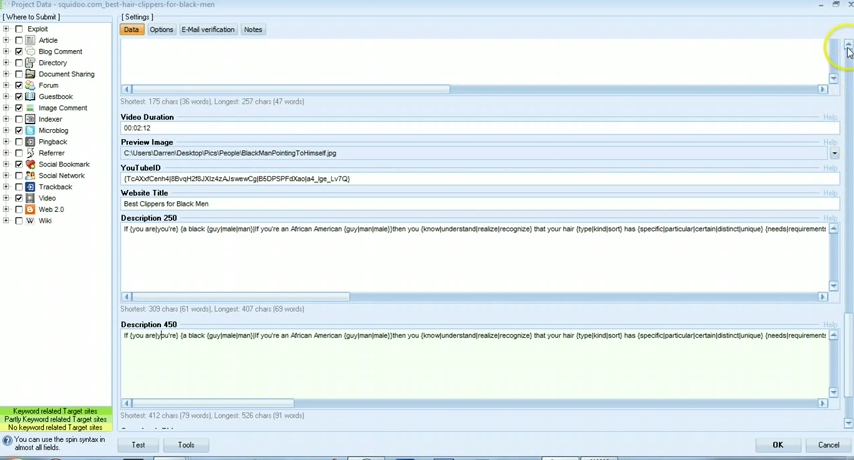 Project Data - squidoo.com_best-hair-clippers-for-black-men
[ Where to Submit ]
[ Settings ]
Data Options E-Mail verification Notes
Exploit
Article
Blog Comment
Directory
Document Sharing
Forum
Guestbook
Image Comment
Indexer
Microblog
Pingback
Referrer
Social Bookmark
Social Network
Trackback
Video
Web 2.0
Wiki
Shortest: 175 chars (36 words), Longest: 257 chars (47 words)
Video Duration Help
00:02:12
Preview Image Help
C:\Users\Darren\Desktop\Pics\People\BlackManPointingToHimself.jpg
YouTubeID Help
Website Title Help
Best Clippers for Black Men
Description 250 Help
If {you are|you're} {a black {guy|male|man}|If you're an African American {guy|man|male}}then you {know|understand|realize|recognize} that your hair {type|kind|sort} has {specific|particular|certain|distinct|unique} {needs|requirements
Shortest: 309 chars (61 words), Longest: 407 chars (69 words)
Description 450 Help
If {you are|you're} {a black {guy|male|man}|If you're an African American {guy|man|male}}then you {know|understand|realize|recognize} that your hair {type|kind|sort} has {specific|particular|certain|distinct|unique} {needs|requirements
Shortest: 412 chars (79 words), Longest: 526 chars (91 words)
Keyword related Target sites
Partly Keyword related Target sites
No keyword related Target sites
You can use the spin syntax in
almost all fields.
Test Tools OK Cancel